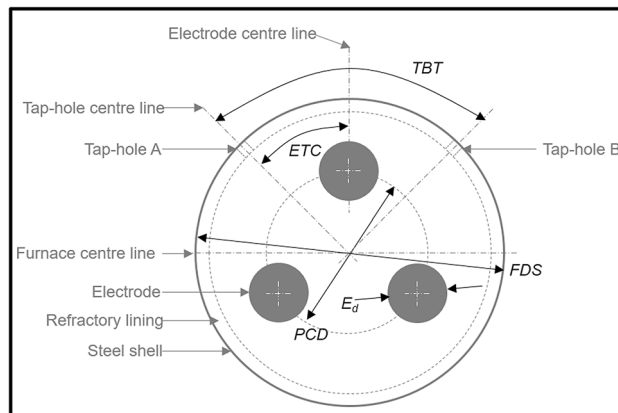 Electrode centre line
TBT
Tap-hole centre line
Tap-hole A
ETC
Tap-hole B
Furnace centre line
FDS
Electrode
E_d
Refractory lining
PCD
Steel shell